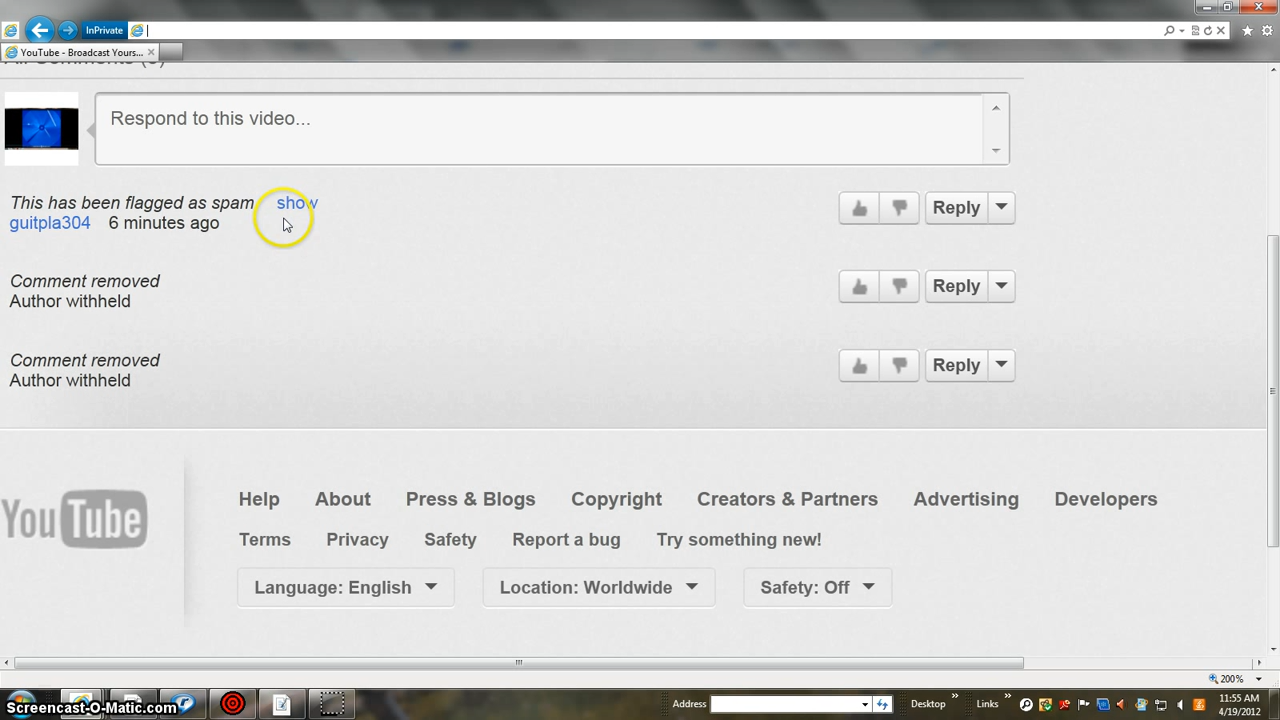 InPrivate
YouTube - Broadcast Yours...
All Comments (3)
Respond to this video...
This has been flagged as spam show
guitpla304 6 minutes ago
Reply
Comment removed
Author withheld
Reply
Comment removed
Author withheld
Reply
YouTube
Help About Press & Blogs Copyright Creators & Partners Advertising Developers
Terms Privacy Safety Report a bug Try something new!
Language: English Location: Worldwide Safety: Off
200%
Address Desktop Links 11:55 AM
4/19/2012
Screencast-O-Matic.com